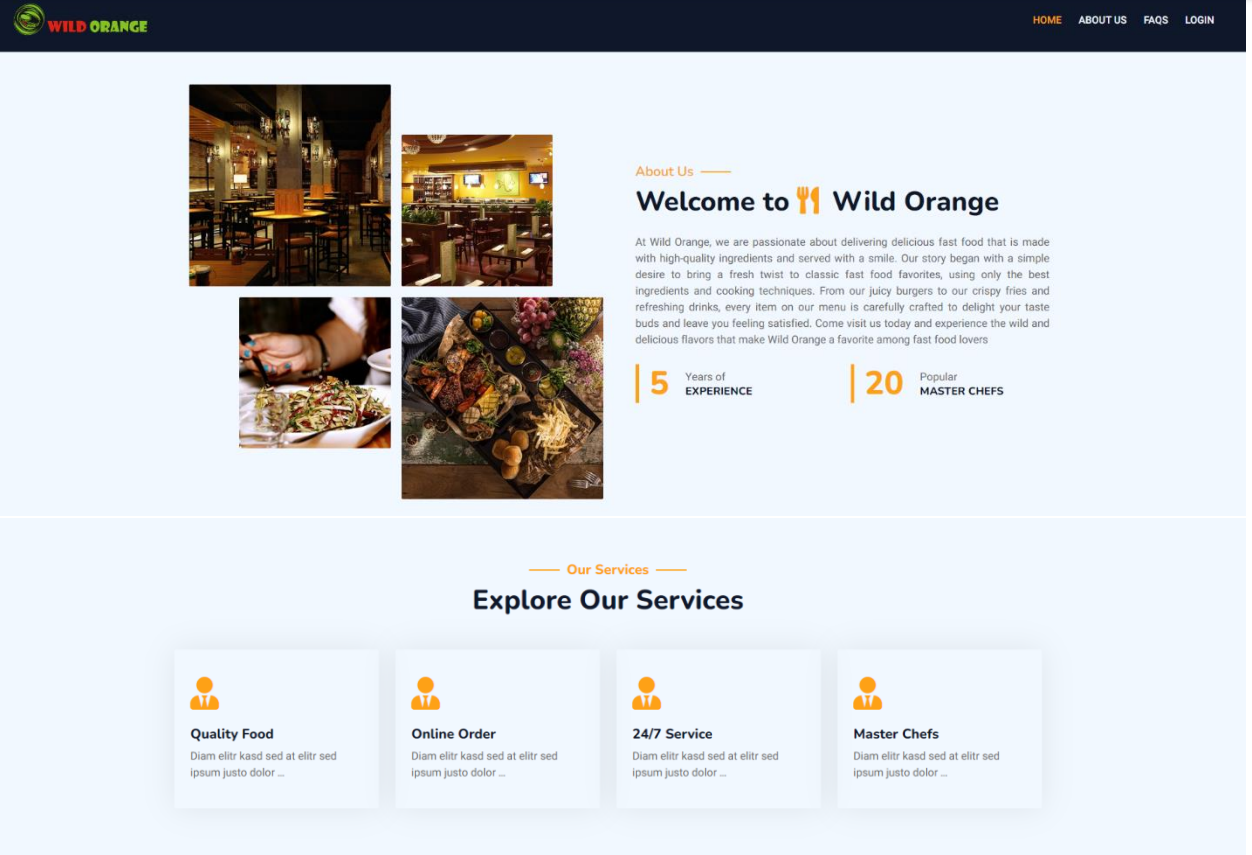 WILD ORANGE
HOME ABOUT US FAQS LOGIN
About Us
Welcome to Wild Orange
At Wild Orange, we are passionate about delivering delicious fast food that is made
with high-quality ingredients and served with a smile. Our story began with a simple
desire to bring a fresh twist to classic fast food favorites, using only the best
ingredients and cooking techniques. From our juicy burgers to our crispy fries and
refreshing drinks, every item on our menu is carefully crafted to delight your taste
buds and leave you feeling satisfied. Come visit us today and experience the wild and
delicious flavors that make Wild Orange a favorite among fast food lovers
5 Years of
EXPERIENCE
20 Popular
MASTER CHEFS
Our Services
Explore Our Services
Quality Food
Diam elitr kasd sed at elitr sed
ipsum justo dolor ...
Online Order
Diam elitr kasd sed at elitr sed
ipsum justo dolor ...
24/7 Service
Diam elitr kasd sed at elitr sed
ipsum justo dolor ...
Master Chefs
Diam elitr kasd sed at elitr sed
ipsum justo dolor ...